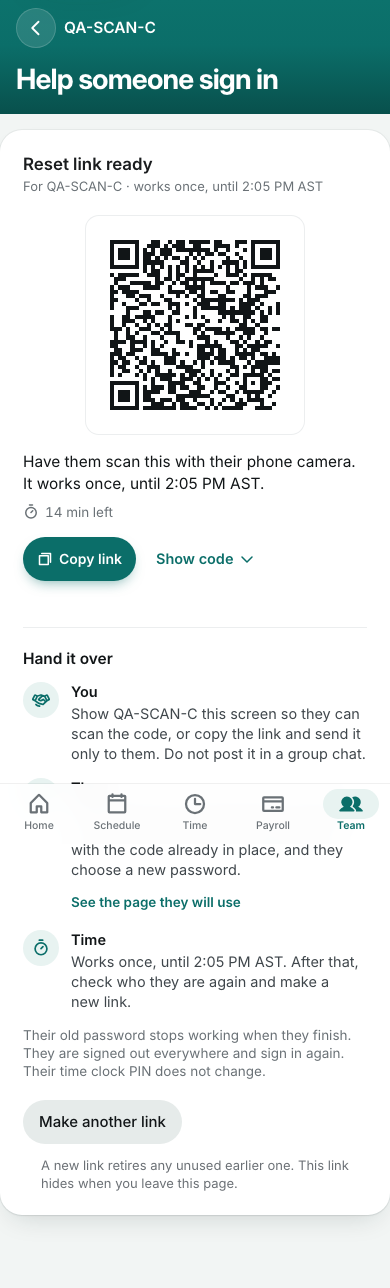 QA-SCAN-C
Help someone sign in
Reset link ready
For QA-SCAN-C · works once, until 2:05 PM AST
Have them scan this with their phone camera.
It works once, until 2:05 PM AST.
14 min left
Copy link
Show code
Hand it over
You
Show QA-SCAN-C this screen so they can
scan the code, or copy the link and send it
only to them. Do not post it in a group chat.
Home
Schedule
Time
Payroll
Team
with the code already in place, and they
choose a new password.
See the page they will use
Time
Works once, until 2:05 PM AST. After that,
check who they are again and make a
new link.
Their old password stops working when they finish.
They are signed out everywhere and sign in again.
Their time clock PIN does not change.
Make another link
A new link retires any unused earlier one. This link
hides when you leave this page.